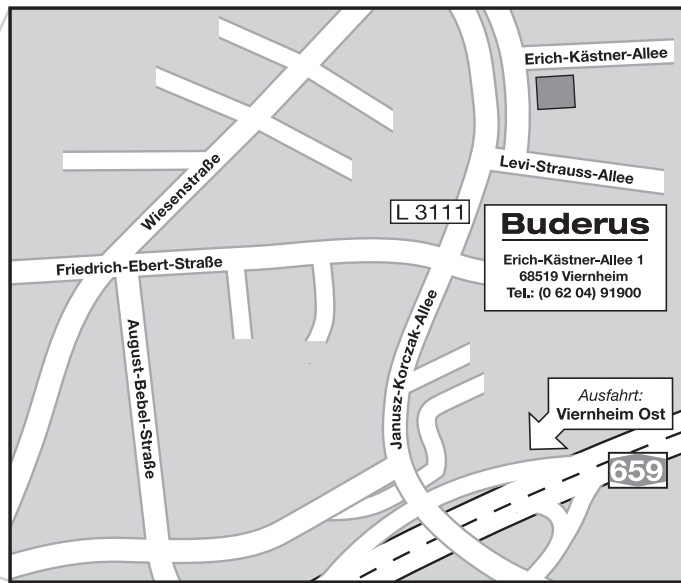 Erich-Kästner-Allee
Levi-Strauss-Allee
Wiesenstraße
L 3111
Buderus
Erich-Kästner-Allee 1
68519 Viernheim
Tel.: (0 62 04) 91900
Friedrich-Ebert-Straße
August-Bebel-Straße
Janusz-Korczak-Allee
Ausfahrt:
Viernheim Ost
659